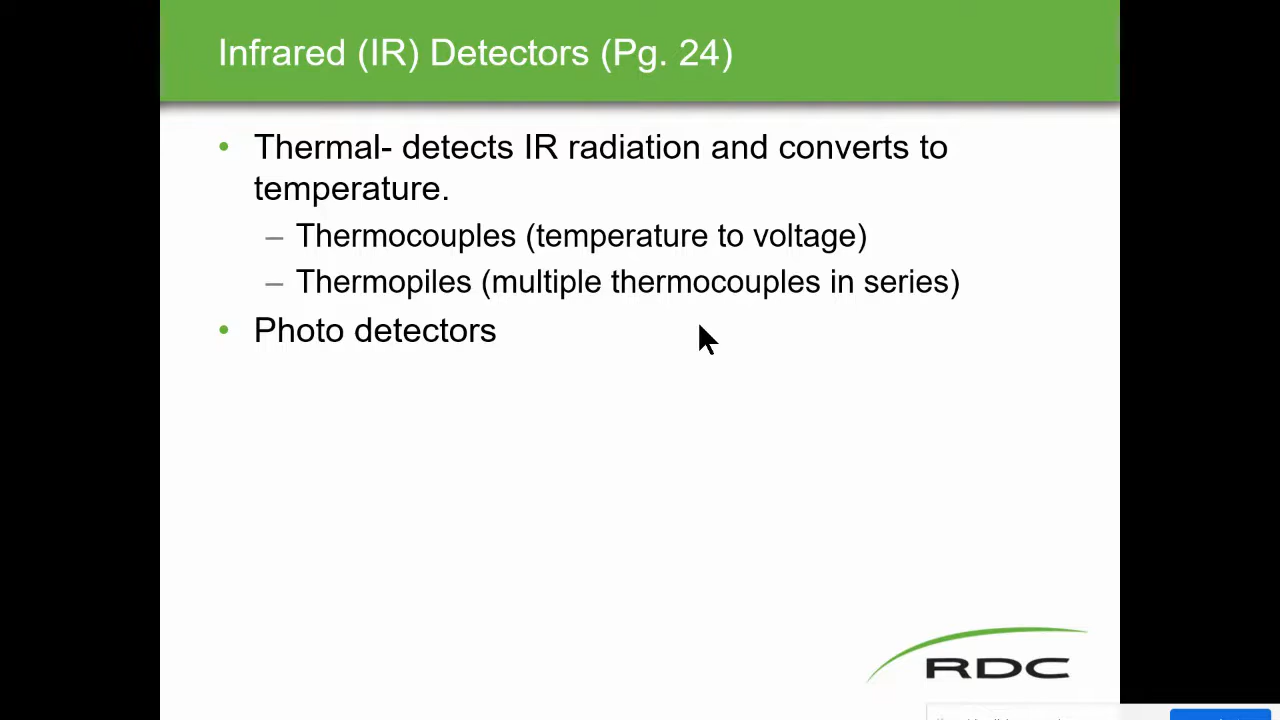 Infrared (IR) Detectors (Pg. 24)
• Thermal- detects IR radiation and converts to
temperature.
– Thermocouples (temperature to voltage)
– Thermopiles (multiple thermocouples in series)
• Photo detectors
RDC